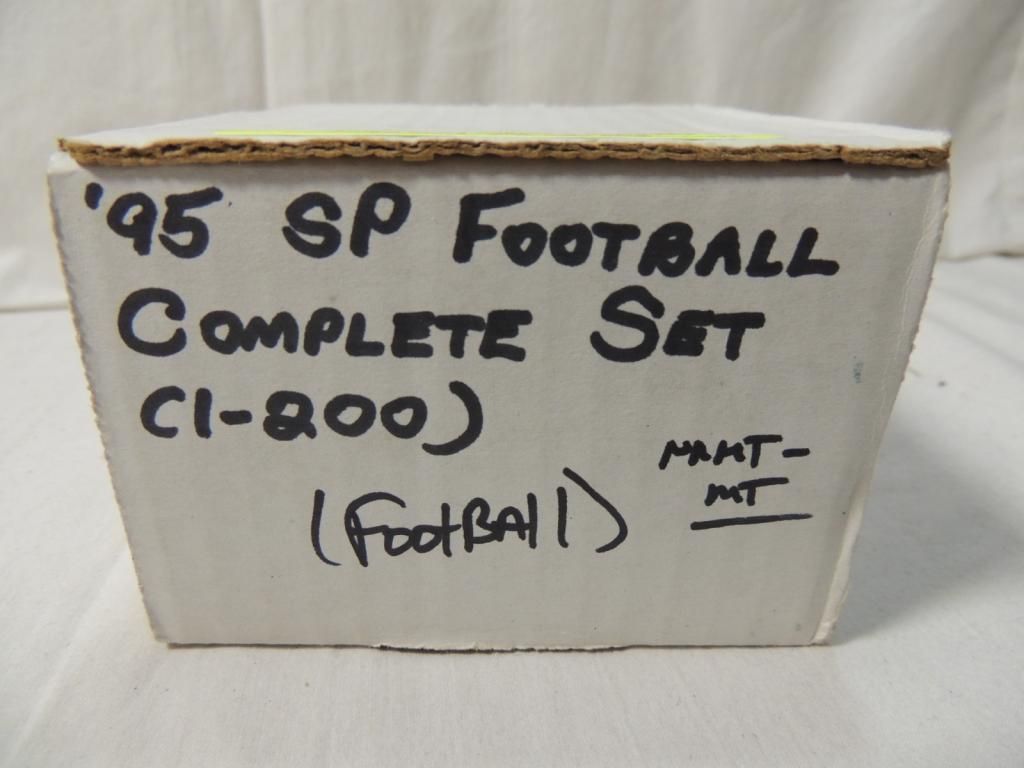 '95 SP FOOTBALL
COMPLETE SET
(1-200)
NRMT-
MT
(FootBAll)